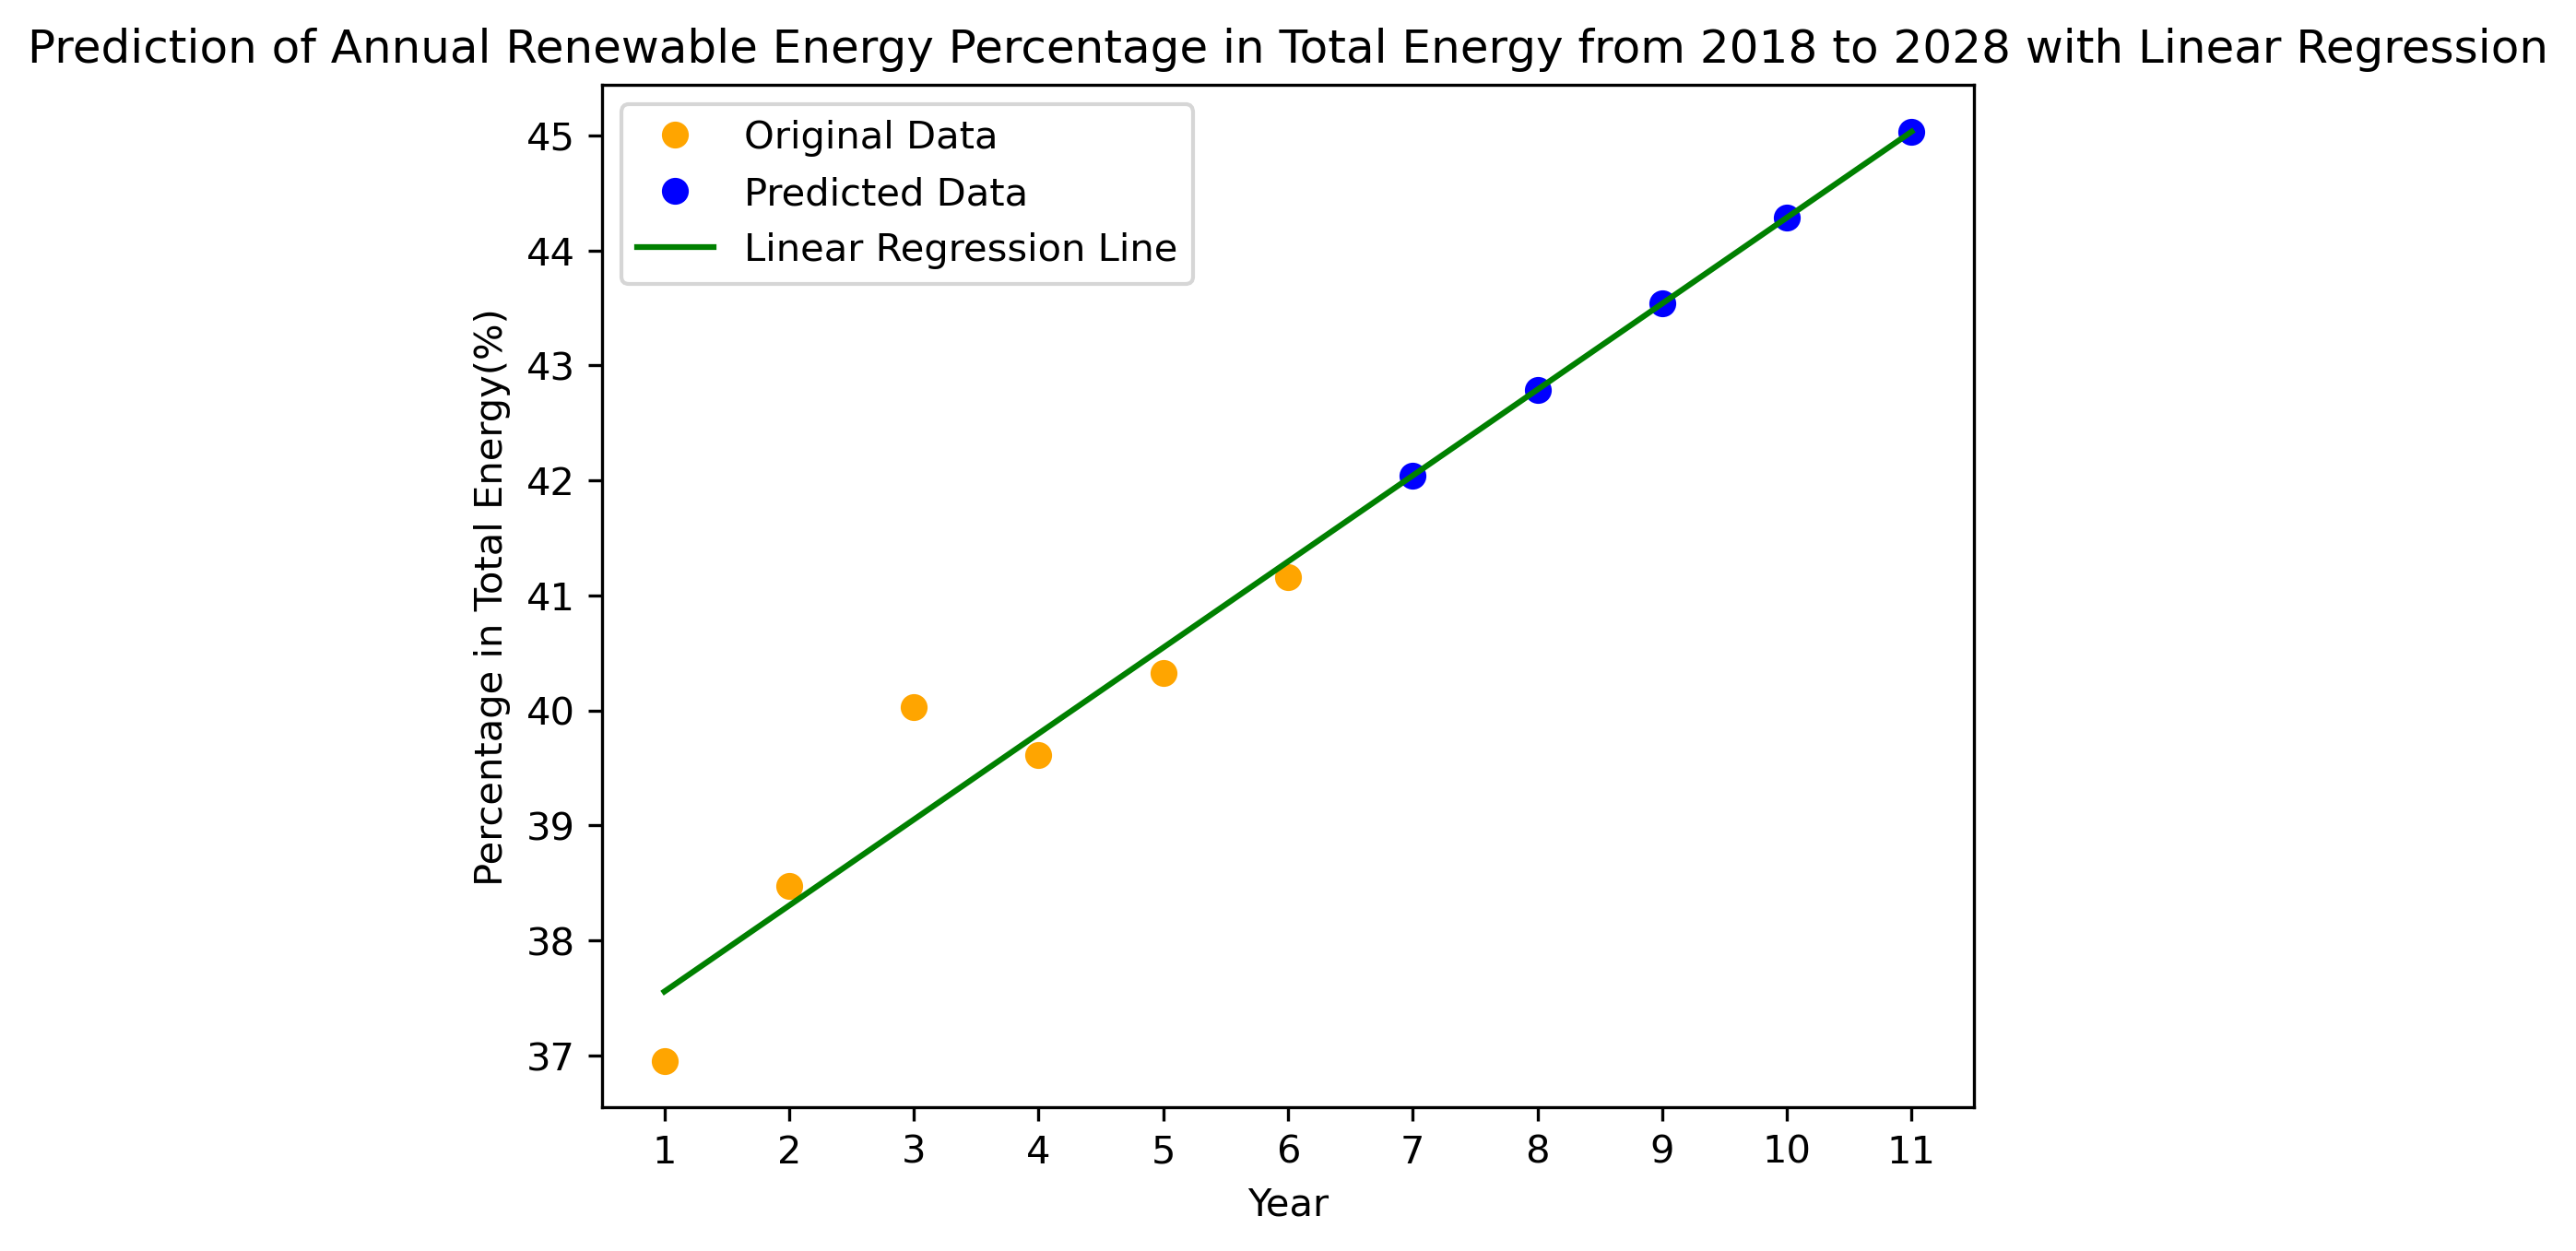 Prediction of Annual Renewable Energy Percentage in Total Energy from 2018 to 2028 with Linear Regression
Original Data
Predicted Data
Linear Regression Line
Percentage in Total Energy(%)
45
44
43
42
41
40
39
38
37
1 2 3 4 5 6 7 8 9 10 11
Year